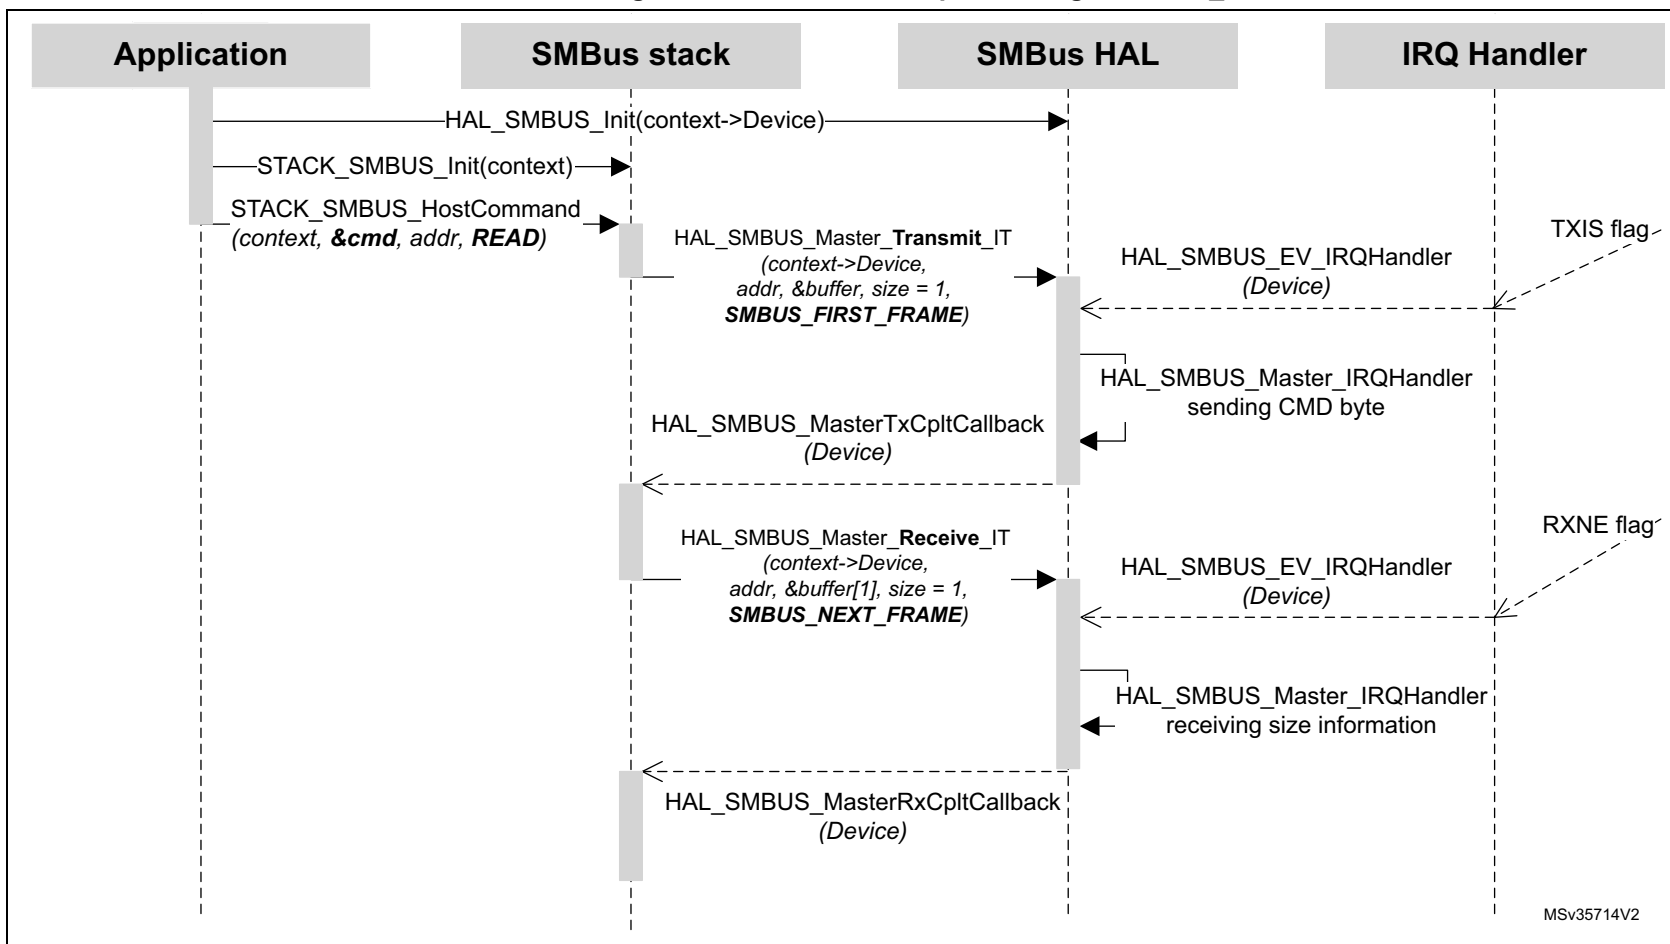 Application
SMBus stack
SMBus HAL
IRQ Handler
HAL_SMBUS_Init(context->Device)
STACK_SMBUS_Init(context)
STACK_SMBUS_HostCommand
(context, &cmd, addr, READ)
HAL_SMBUS_Master_Transmit_IT
(context->Device,
addr, &buffer, size = 1,
SMBUS_FIRST_FRAME)
TXIS flag
HAL_SMBUS_EV_IRQHandler
(Device)
HAL_SMBUS_Master_IRQHandler
sending CMD byte
HAL_SMBUS_MasterTxCpltCallback
(Device)
HAL_SMBUS_Master_Receive_IT
(context->Device,
addr, &buffer[1], size = 1,
SMBUS_NEXT_FRAME)
RXNE flag
HAL_SMBUS_EV_IRQHandler
(Device)
HAL_SMBUS_Master_IRQHandler
receiving size information
HAL_SMBUS_MasterRxCpltCallback
(Device)
MSv35714V2